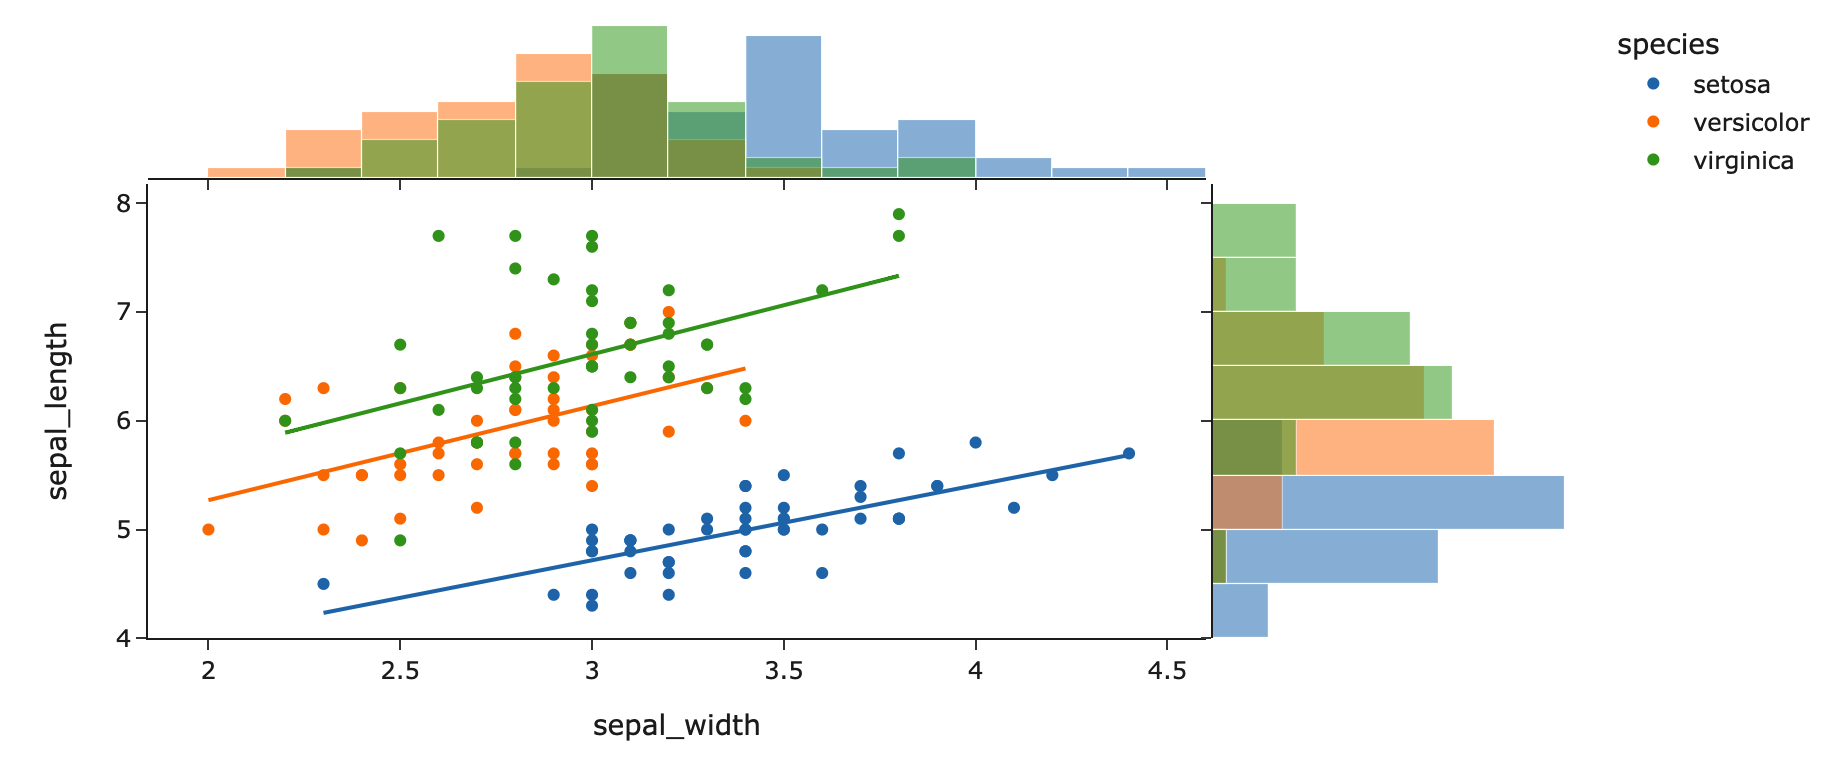 species
setosa
versicolor
virginica
8
7
6
5
4
sepal_length
2 2.5 3 3.5 4 4.5
sepal_width